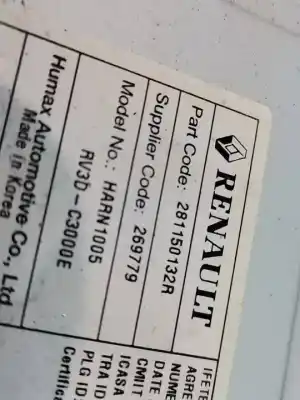 RENAULT
Part Code: 281150132R
Supplier Code: 269779
Model No.: HARN1005
RV3D-C3000E
Humax Automotive Co., Ltd
Made in Korea
IFETE
AGRE
NUME
DATE
CMIIT
ICASA
TRA ID
PLG ID
Certifica